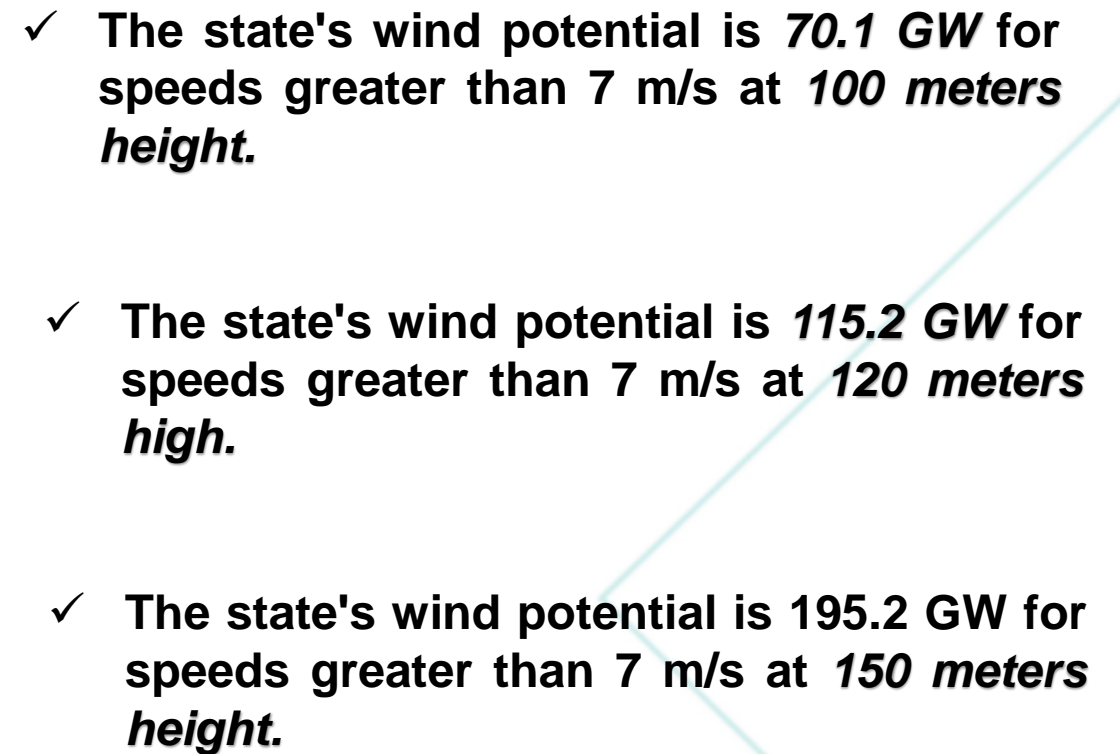 ✓ The state's wind potential is 70.1 GW for
speeds greater than 7 m/s at 100 meters
height.
✓ The state's wind potential is 115.2 GW for
speeds greater than 7 m/s at 120 meters
high.
✓ The state's wind potential is 195.2 GW for
speeds greater than 7 m/s at 150 meters
height.